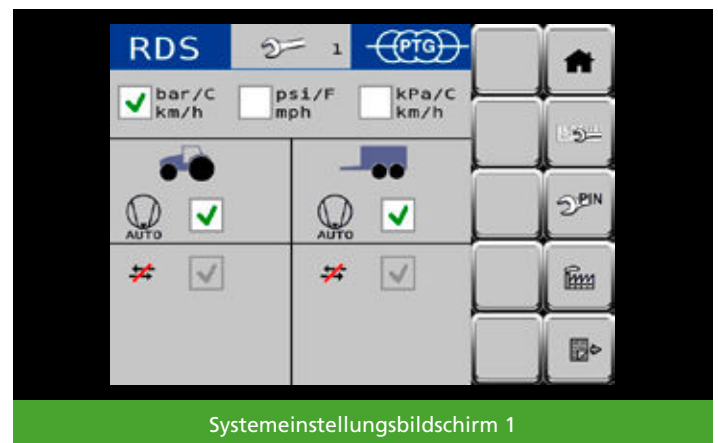 RDS 1 PTG
bar/C psi/F kPa/C
km/h mph km/h
AUTO AUTO
PIN
Systemeinstellungsbildschirm 1